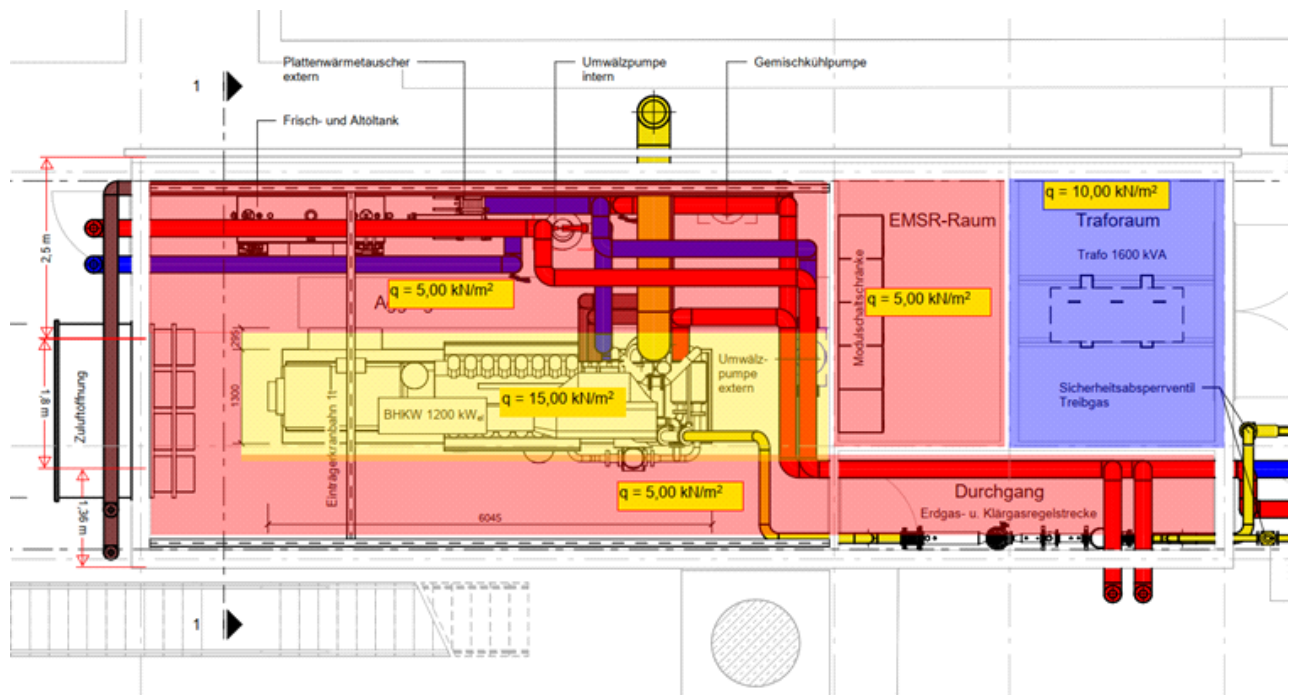 Plattenwärmetauscher
extern
Umwälzpumpe
intern
Gemischkühlpumpe
1
Frisch- und Altöltank
q = 10,00 kN/m²
EMSR-Raum
Traforaum
2,5 m
Trafo 1600 kVA
q = 5,00 kN/m²
q = 5,00 kN/m²
Modulschaltschränke
295
Umwälz-
pumpe
extern
1,8 m
Zuluftöffnung
1300
q = 15,00 kN/m²
BHKW 1200 kWel
Sicherheitsabsperrventil
Treibgas
Einträgerkranbahn 1t
q = 5,00 kN/m²
Durchgang
Erdgas- u. Klärgasregelstrecke
1,36 m
6045
1